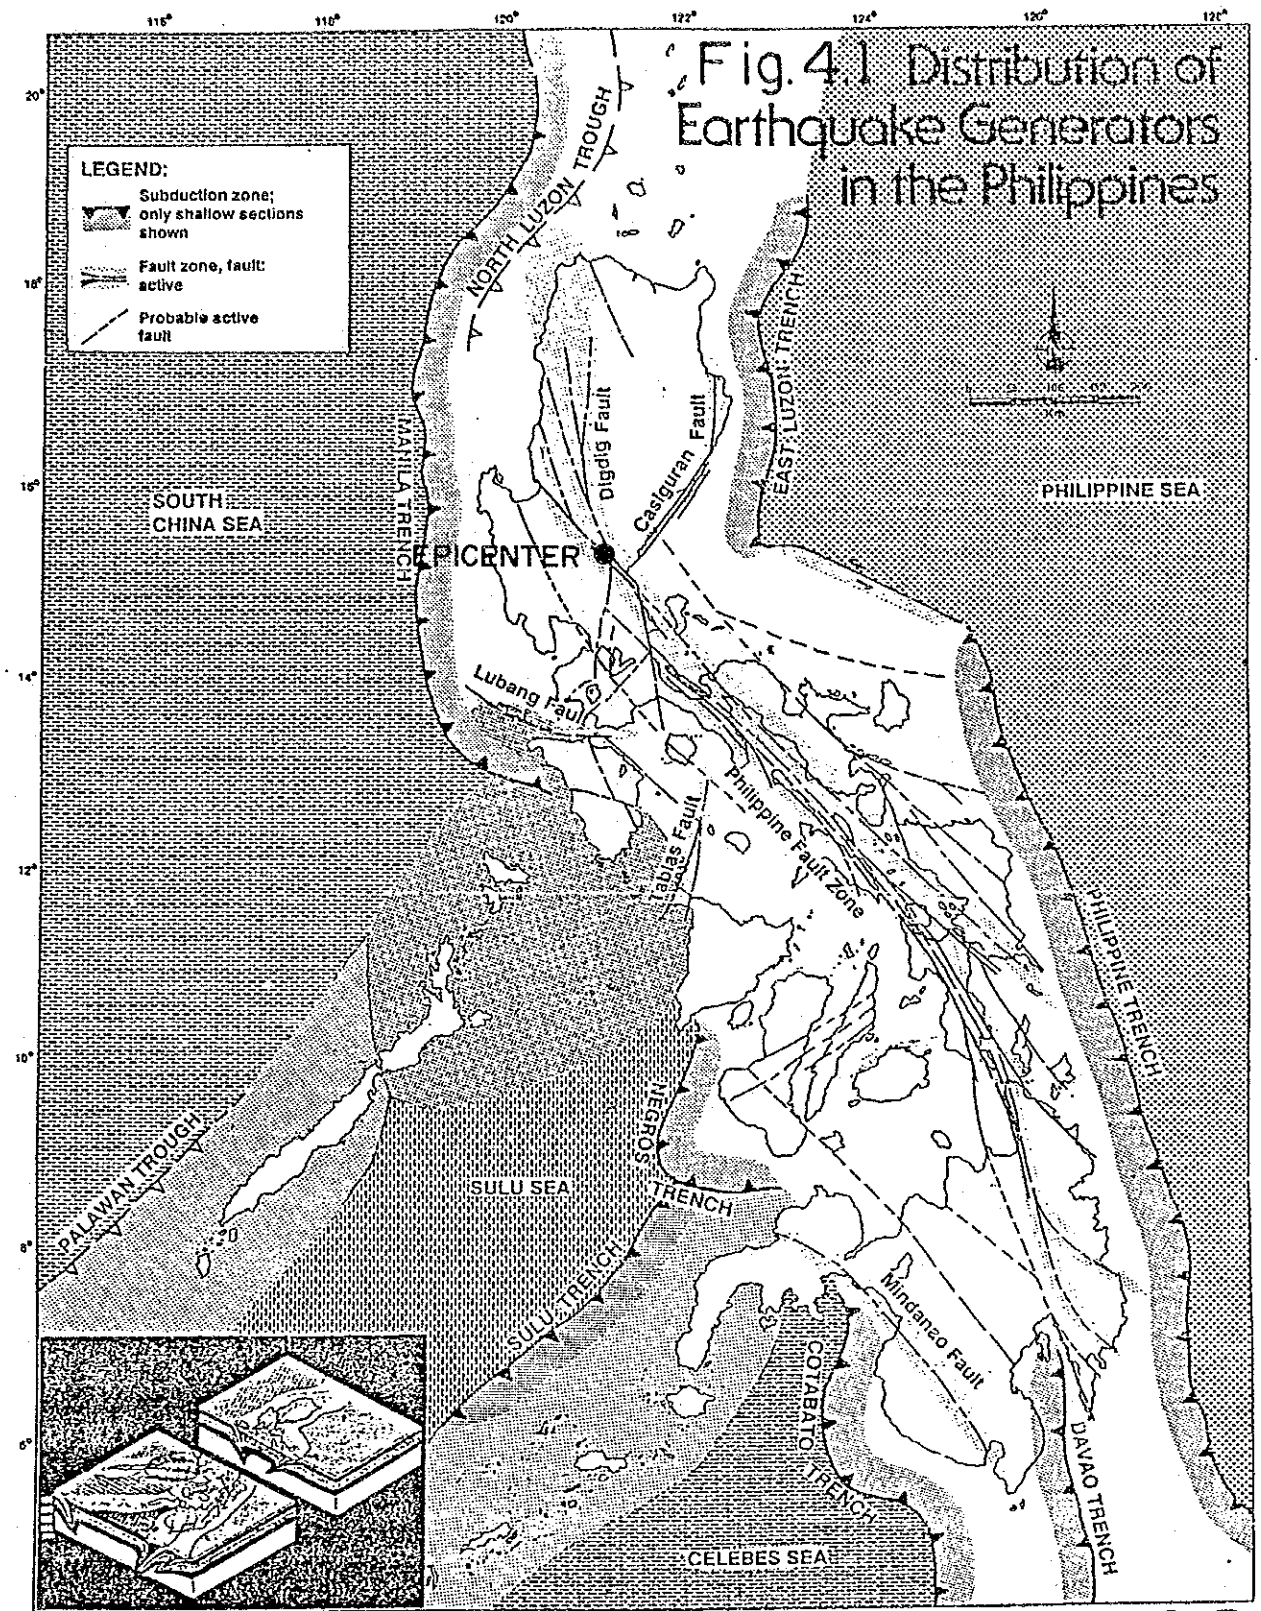 116° 118° 120° 122° 124° 120° 128°
Fig. 4.1 Distribution of
Earthquake Generators
in the Philippines
20°
LEGEND:
Subduction zone;
only shallow sections
shown
Fault zone, fault:
active
Probable active
fault
NORTH LUZON TROUGH
18°
EAST LUZON TRENCH
MANILA TRENCH
Digdig Fault
Casiguran Fault
16°
SOUTH
CHINA SEA
PHILIPPINE SEA
EPICENTER
14°
Lubang Fault
Philippine Fault Zone
Tablas Fault
12°
PHILIPPINE TRENCH
10°
NEGROS
TRENCH
PALAWAN TROUGH
SULU SEA
8°
SULU TRENCH
Mindanao Fault
COTABATO TRENCH
6°
DAVAO TRENCH
CELEBES SEA